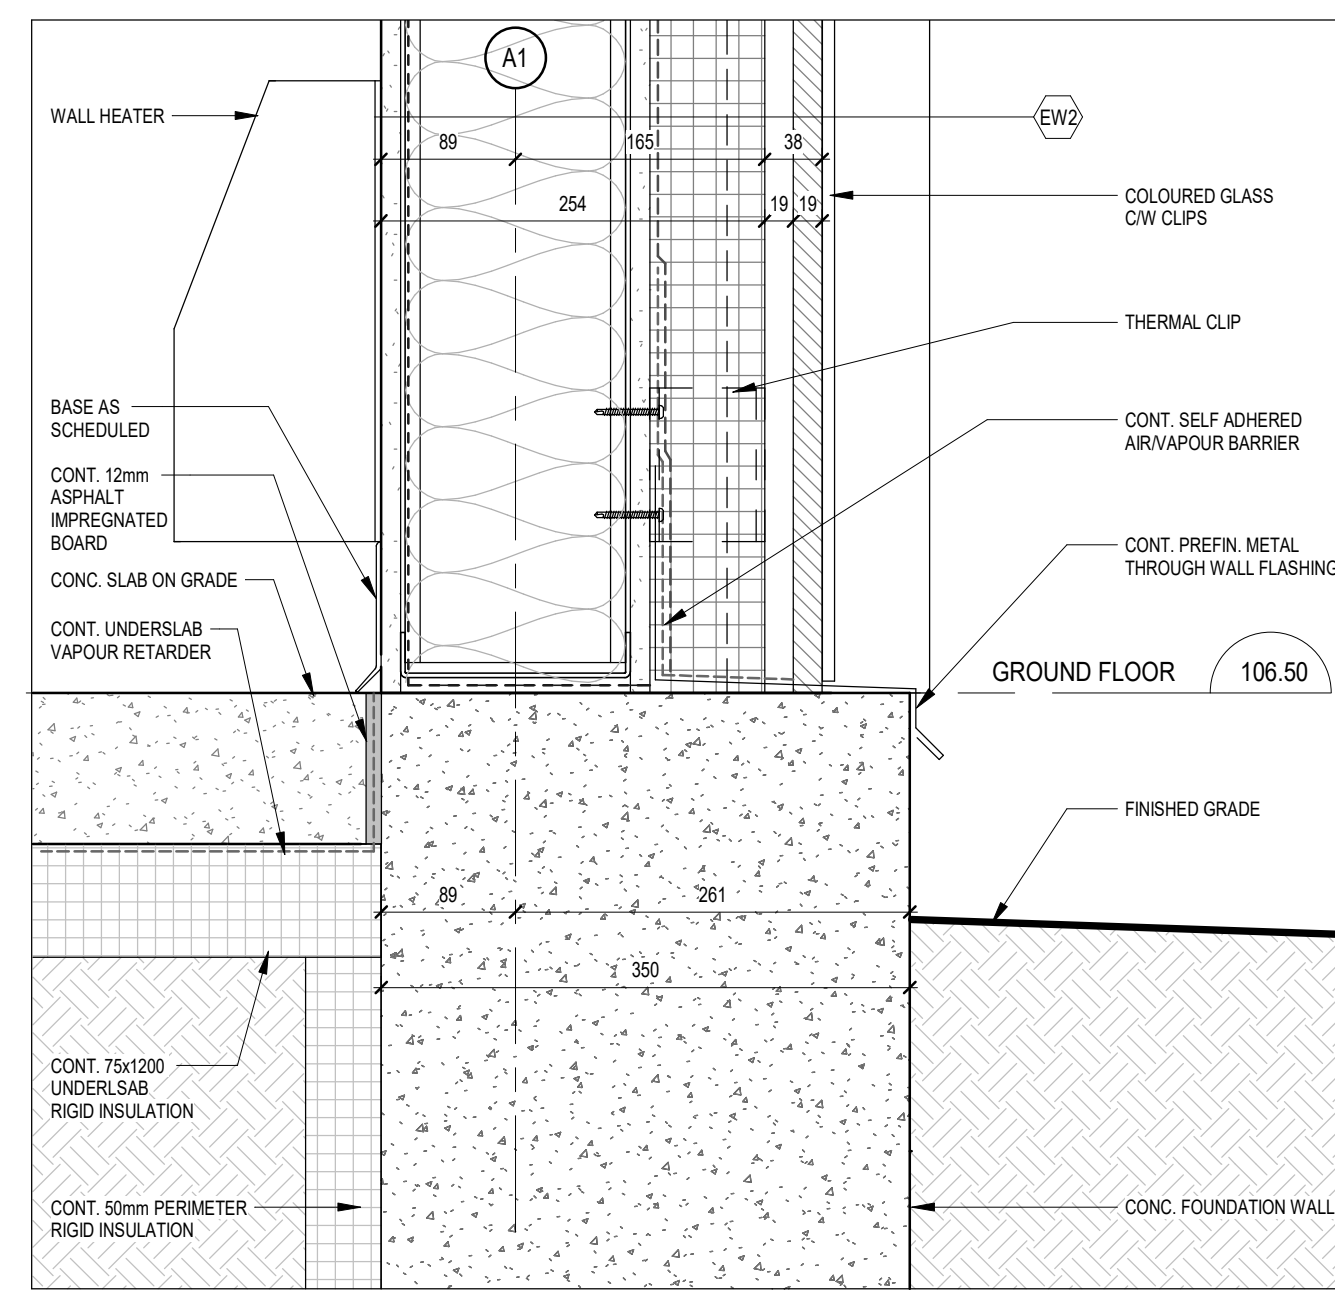 A1
WALL HEATER
EW2
89
165
38
254
19
19
COLOURED GLASS
C/W CLIPS
THERMAL CLIP
BASE AS
SCHEDULED
CONT. SELF ADHERED
AIR/VAPOUR BARRIER
CONT. 12mm
ASPHALT
IMPREGNATED
BOARD
CONT. PREFIN. METAL
THROUGH WALL FLASHING
CONC. SLAB ON GRADE
CONT. UNDERSLAB
VAPOUR RETARDER
GROUND FLOOR
106.50
FINISHED GRADE
89
261
350
CONT. 75x1200
UNDERLSAB
RIGID INSULATION
CONT. 50mm PERIMETER
RIGID INSULATION
CONC. FOUNDATION WALL